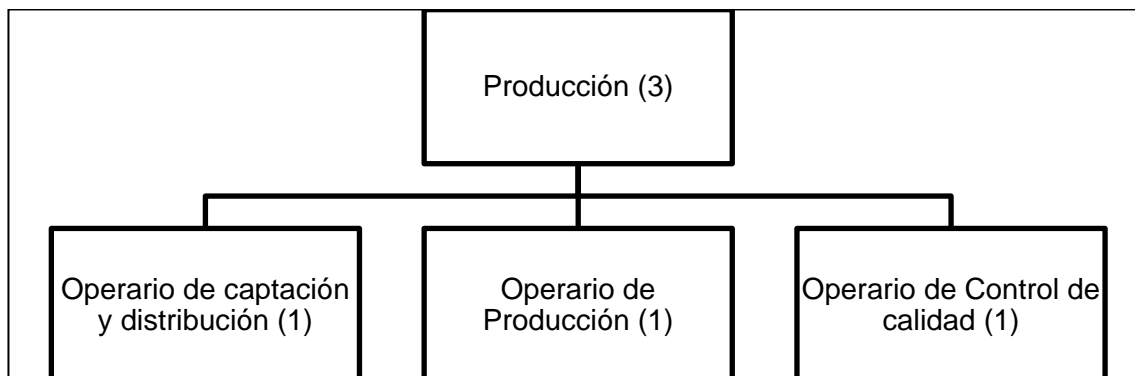 Producción (3)
Operario de captación
y distribución (1)
Operario de
Producción (1)
Operario de Control de
calidad (1)